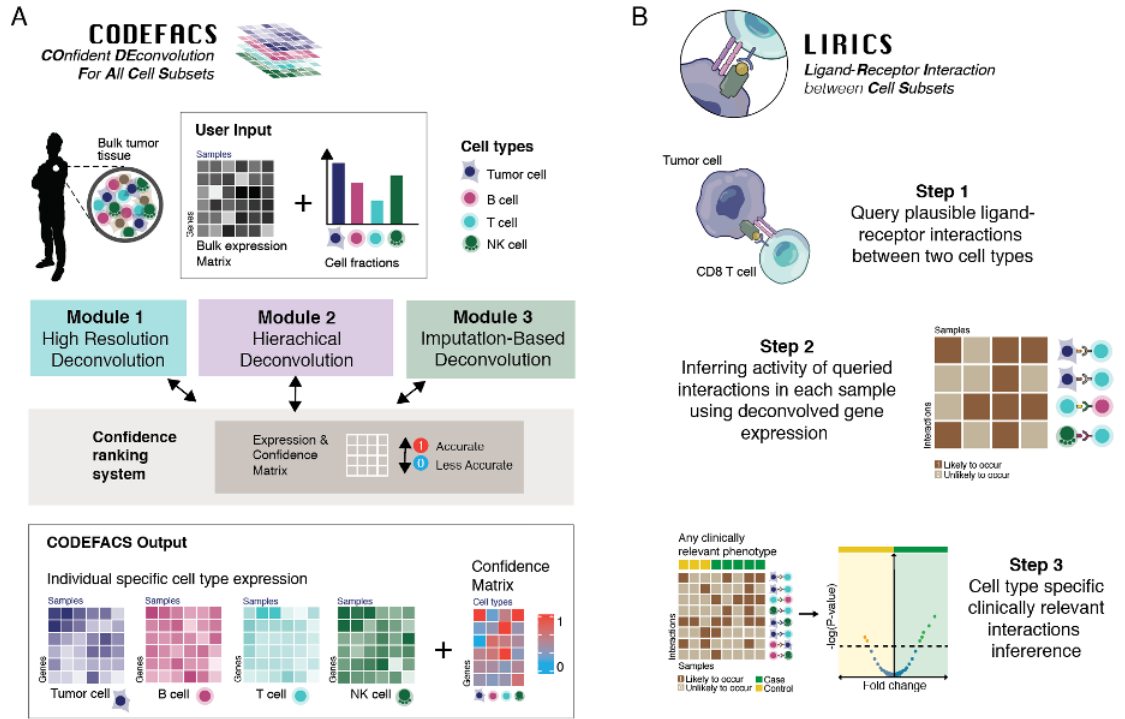 A
CODEFACS
COnfident DEconvolution
For All Cell Subsets
Bulk tumor
tissue
User Input
Samples
Genes
Bulk expression
Matrix
+
Cell fractions
Cell types
Tumor cell
B cell
T cell
NK cell
Module 1
High Resolution
Deconvolution
Module 2
Hierachical
Deconvolution
Module 3
Imputation-Based
Deconvolution
Confidence
ranking
system
Expression &
Confidence
Matrix
1 Accurate
0 Less Accurate
CODEFACS Output
Individual specific cell type expression
Samples
Genes
Tumor cell
Samples
Genes
B cell
Samples
Genes
T cell
Samples
Genes
NK cell
+
Confidence
Matrix
Cell types
Genes
1
0
B
LIRICS
Ligand-Receptor Interaction
between Cell Subsets
Tumor cell
CD8 T cell
Step 1
Query plausible ligand-
receptor interactions
between two cell types
Step 2
Inferring activity of queried
interactions in each sample
using deconvolved gene
expression
Samples
Interactions
Likely to occur
Unlikely to occur
Any clinically
relevant phenotype
Interactions
Samples
Likely to occur
Unlikely to occur
Case
Control
-log(P-value)
Fold change
Step 3
Cell type specific
clinically relevant
interactions
infererence